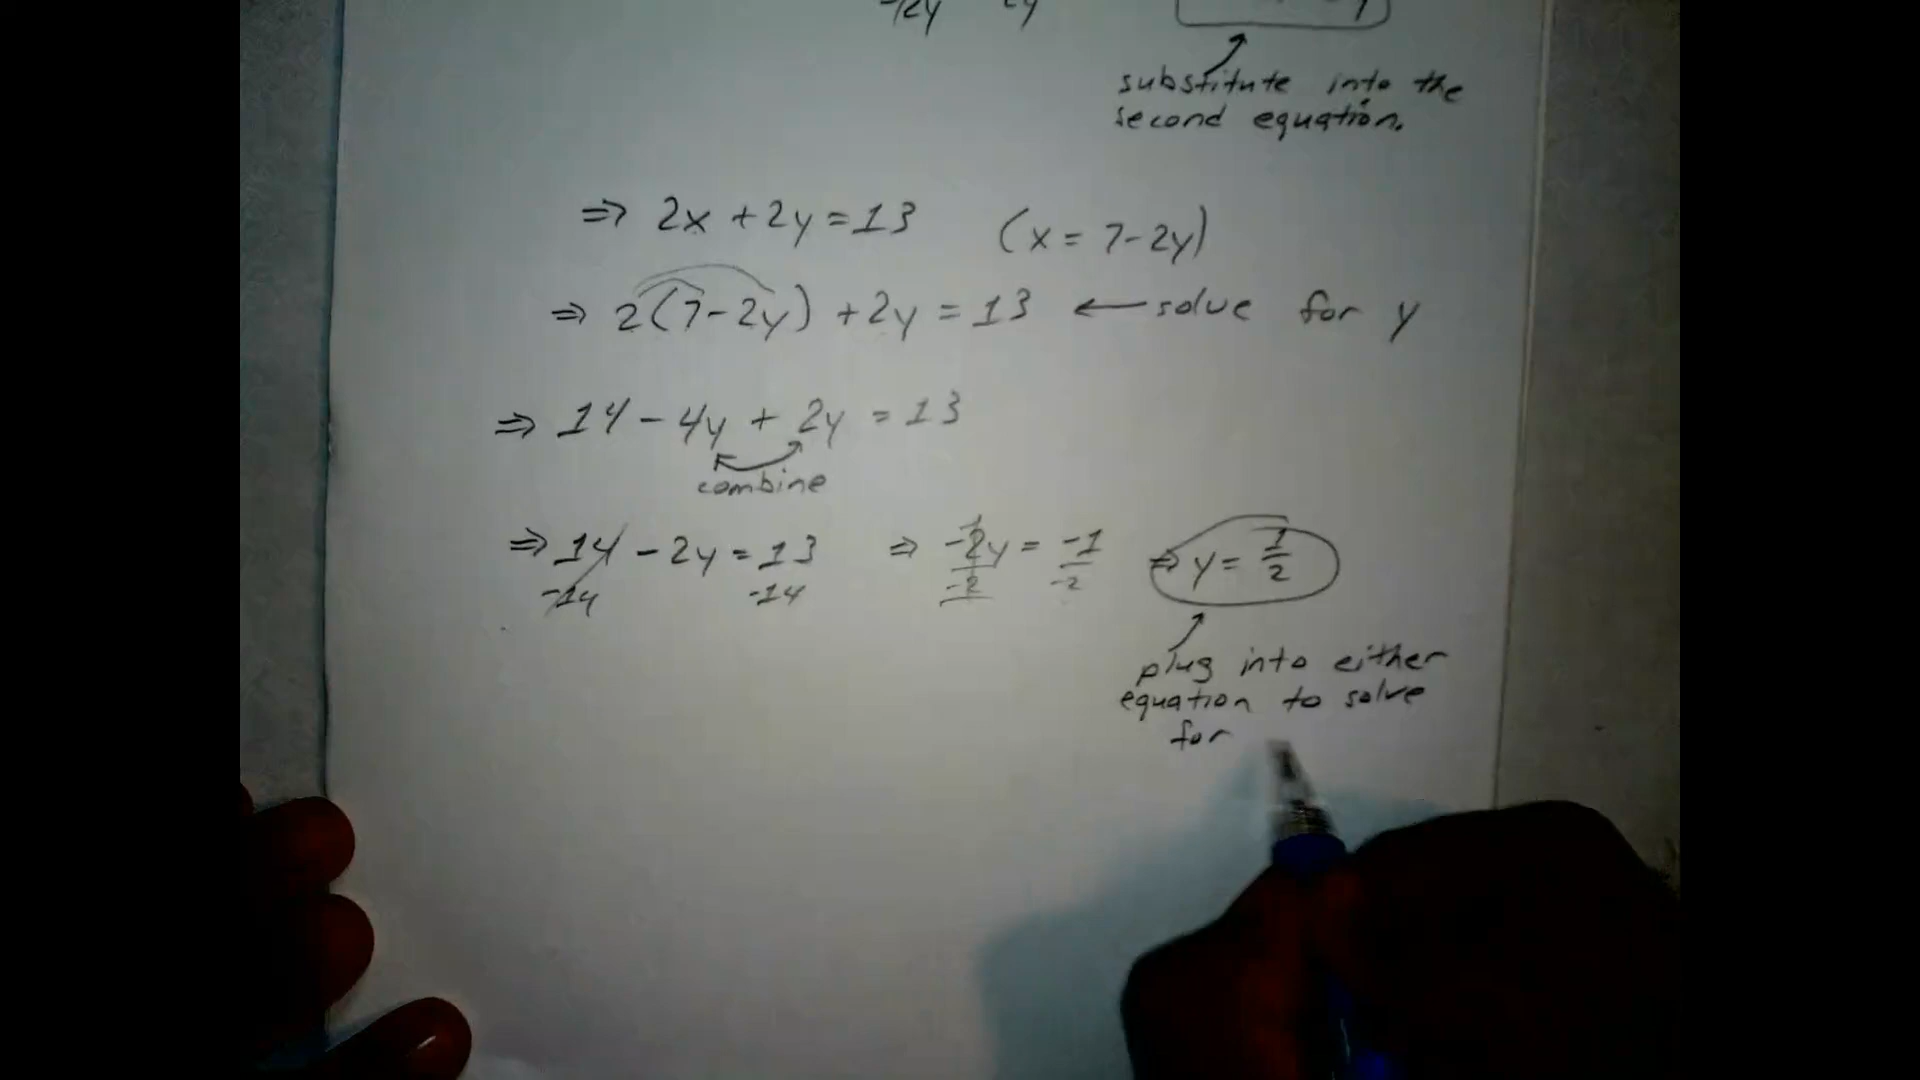 substitute into the
second equation.
⇒ 2x + 2y = 13 (x = 7 - 2y)
⇒ 2(7 - 2y) + 2y = 13 ← solve for y
⇒ 14 - 4y + 2y = 13
combine
⇒ 14 - 2y = 13 ⇒ -2y = -1 ⇒ y = 1/2
-14 -14 -2 -2
plug into either
equation to solve
for